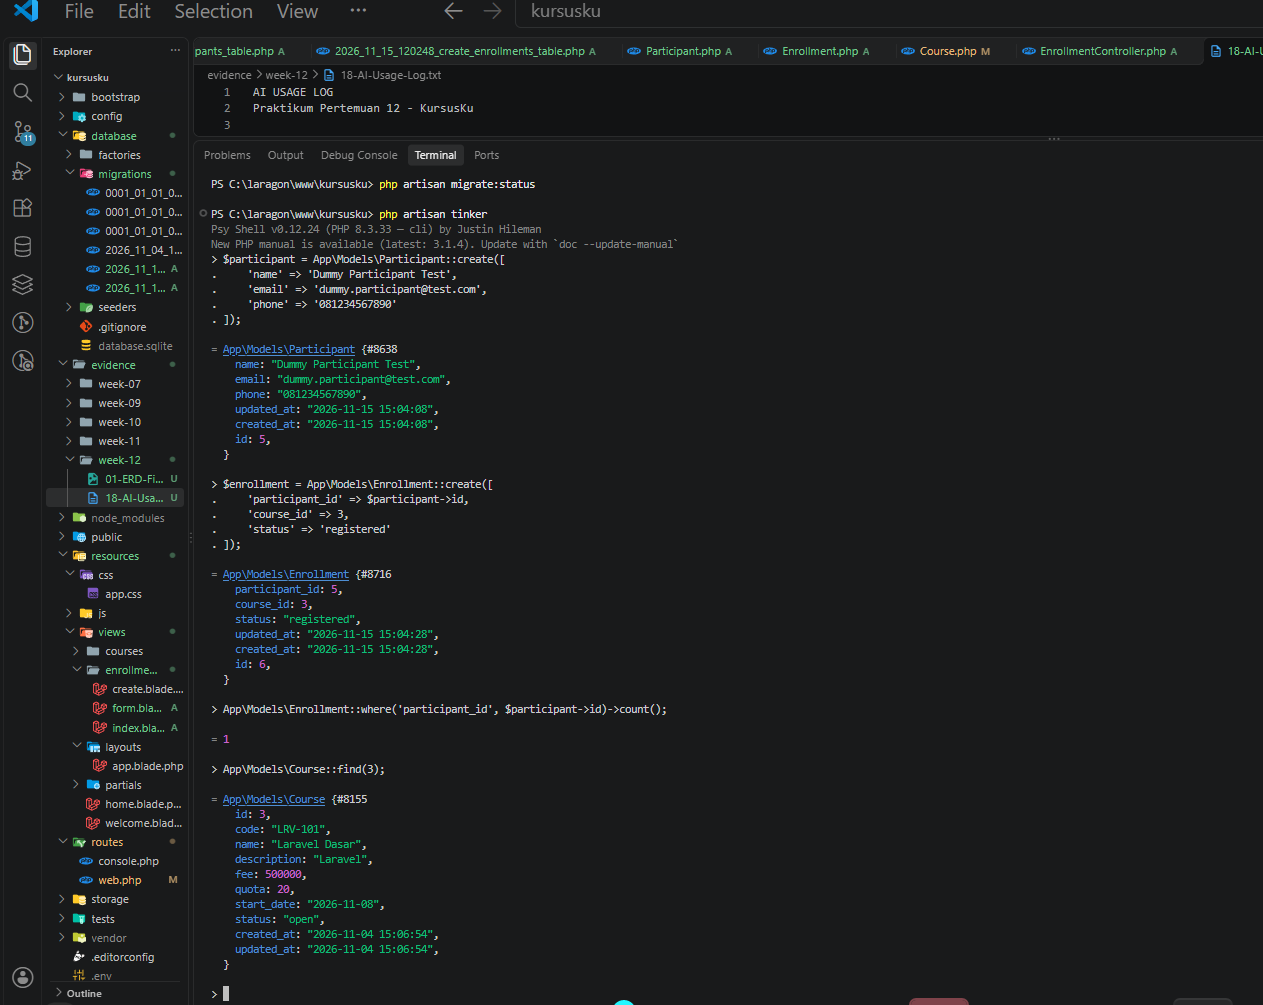 File Edit Selection View ··· kursusku
Explorer ···
kursusku
bootstrap
config
database
factories
migrations
0001_01_01_0...
0001_01_01_0...
0001_01_01_0...
2026_11_04_1...
2026_11_1... A
2026_11_1... A
seeders
.gitignore
database.sqlite
evidence
week-07
week-09
week-10
week-11
week-12
01-ERD-Fi... U
18-AI-Usa... U
node_modules
public
resources
css
app.css
js
views
courses
enrollme...
create.blade....
form.bla... A
index.bla... A
layouts
app.blade.php
partials
home.blade.p...
welcome.blad...
routes
console.php
web.php M
storage
tests
vendor
.editorconfig
.env
Outline
11
pants_table.php A 2026_11_15_120248_create_enrollments_table.php A Participant.php A Enrollment.php A Course.php M EnrollmentController.php A 18-AI-U
evidence > week-12 > 18-AI-Usage-Log.txt
1 AI USAGE LOG
2 Praktikum Pertemuan 12 - KursusKu
3
Problems Output Debug Console Terminal Ports
PS C:\laragon\www\kursusku> php artisan migrate:status
PS C:\laragon\www\kursusku> php artisan tinker
Psy Shell v0.12.24 (PHP 8.3.33 — cli) by Justin Hileman
New PHP manual is available (latest: 3.1.4). Update with `doc --update-manual`
> $participant = App\Models\Participant::create([
. 'name' => 'Dummy Participant Test',
. 'email' => 'dummy.participant@test.com',
. 'phone' => '081234567890'
. ]);
= App\Models\Participant {#8638
name: "Dummy Participant Test",
email: "dummy.participant@test.com",
phone: "081234567890",
updated_at: "2026-11-15 15:04:08",
created_at: "2026-11-15 15:04:08",
id: 5,
}
> $enrollment = App\Models\Enrollment::create([
. 'participant_id' => $participant->id,
. 'course_id' => 3,
. 'status' => 'registered'
. ]);
= App\Models\Enrollment {#8716
participant_id: 5,
course_id: 3,
status: "registered",
updated_at: "2026-11-15 15:04:28",
created_at: "2026-11-15 15:04:28",
id: 6,
}
> App\Models\Enrollment::where('participant_id', $participant->id)->count();
= 1
> App\Models\Course::find(3);
= App\Models\Course {#8155
id: 3,
code: "LRV-101",
name: "Laravel Dasar",
description: "Laravel",
fee: 500000,
quota: 20,
start_date: "2026-11-08",
status: "open",
created_at: "2026-11-04 15:06:54",
updated_at: "2026-11-04 15:06:54",
}
>